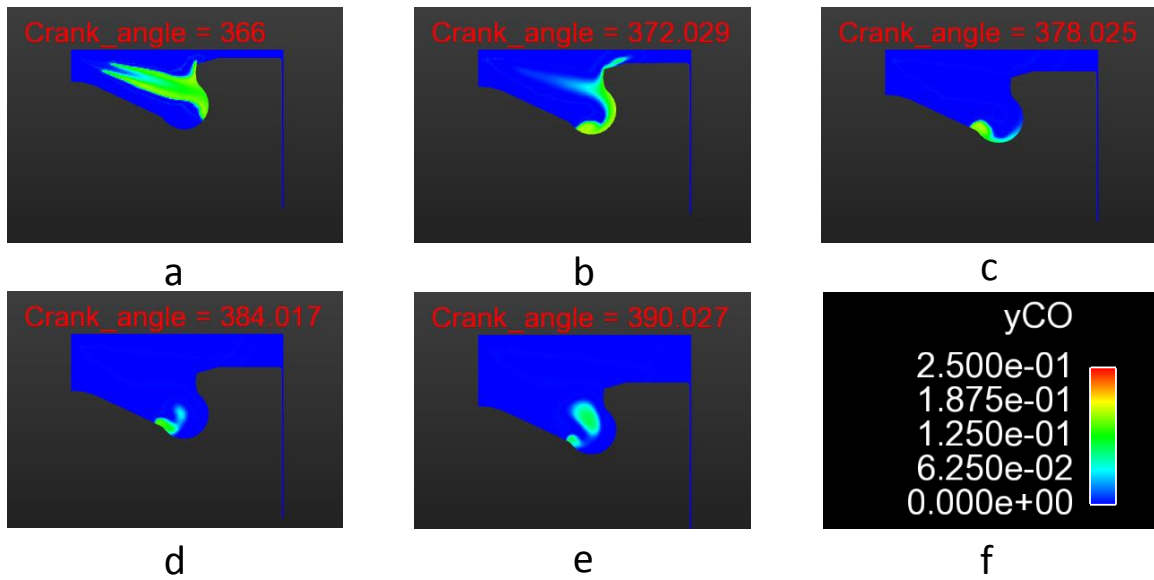 Crank_angle = 366
Crank_angle = 372.029
Crank_angle = 378.025
a
b
c
Crank_angle = 384.017
Crank_angle = 390.027
yCO
2.500e-01
1.875e-01
1.250e-01
6.250e-02
0.000e+00
d
e
f